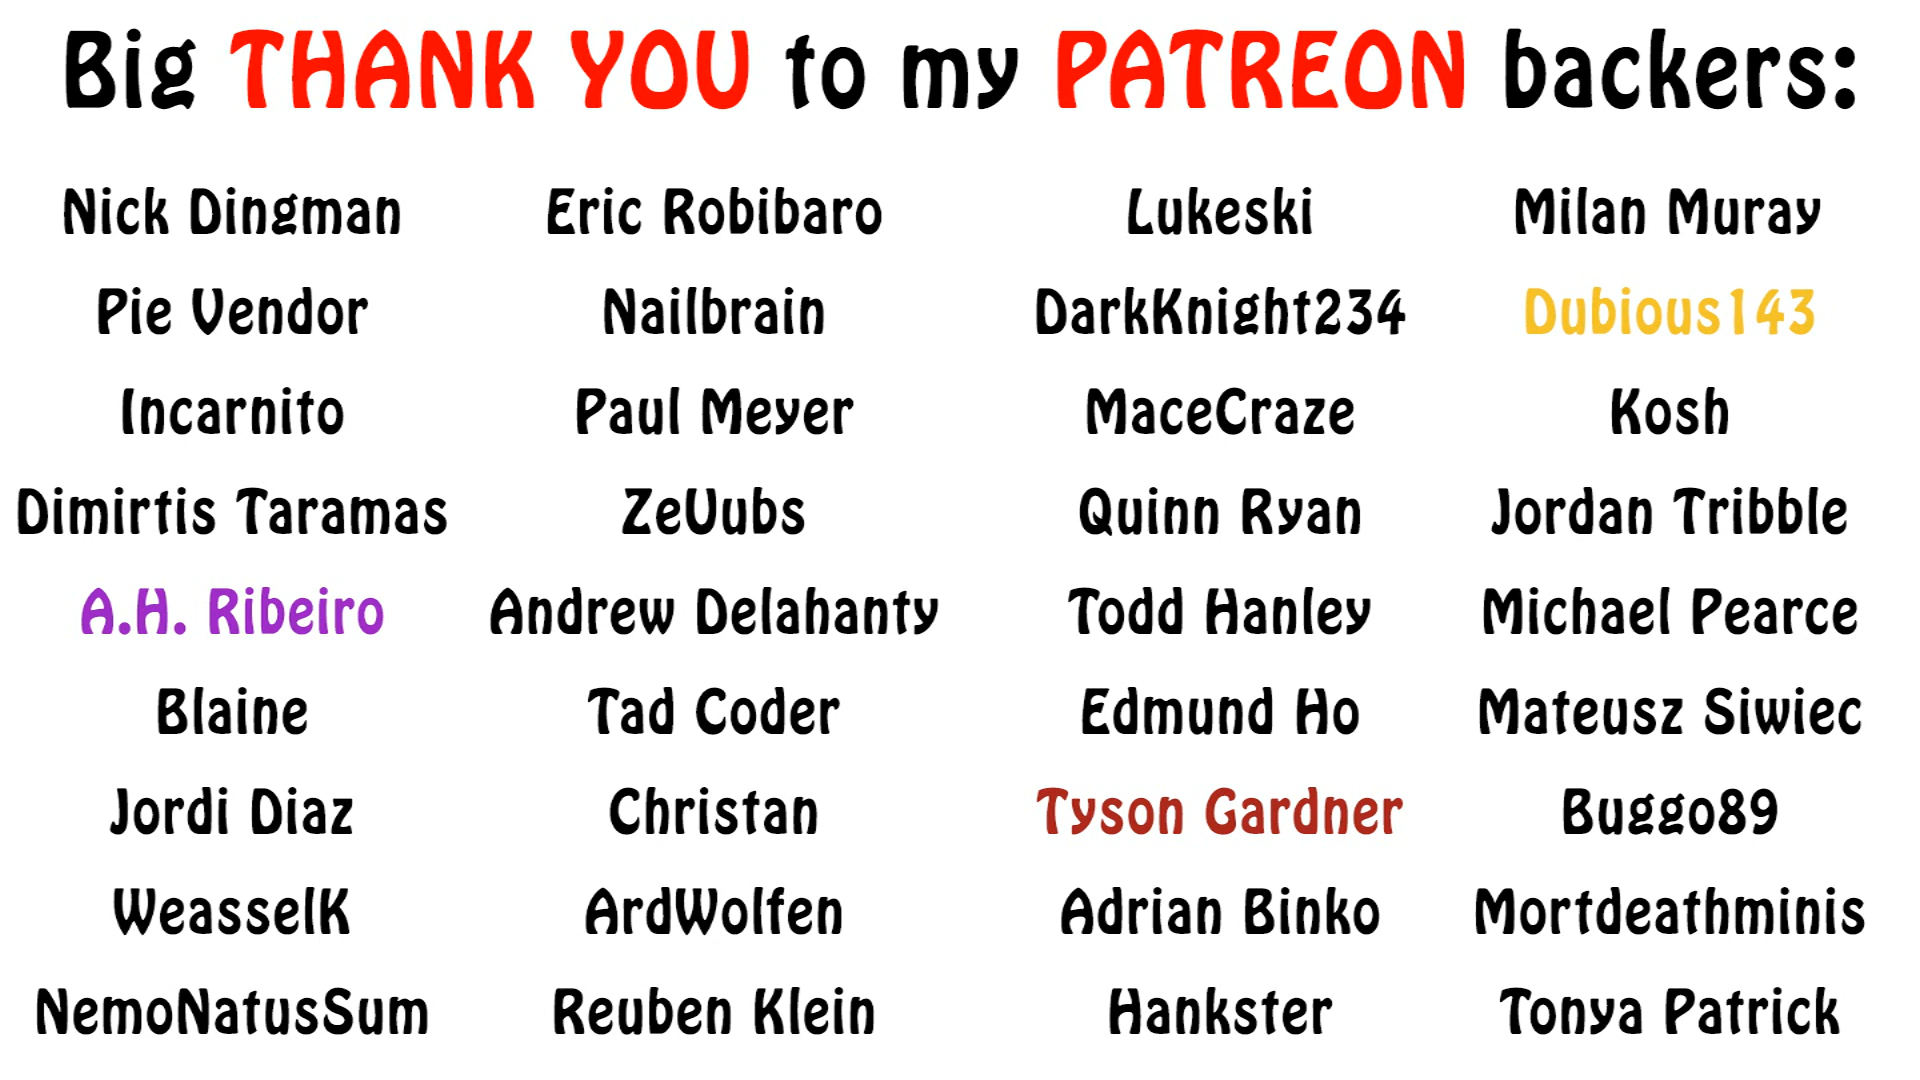 Big THANK YOU to my PATREON backers:
Nick Dingman Eric Robibaro Lukeski Milan Muray
Pie Vendor Nailbrain DarkKnight234 Dubious143
Incarnito Paul Meyer MaceCraze Kosh
Dimirtis Taramas ZeUubs Quinn Ryan Jordan Tribble
A.H. Ribeiro Andrew Delahanty Todd Hanley Michael Pearce
Blaine Tad Coder Edmund Ho Mateusz Siwiec
Jordi Diaz Christan Tyson Gardner Buggo89
WeasselK ArdWolfen Adrian Binko Mortdeathminis
NemoNatusSum Reuben Klein Hankster Tonya Patrick